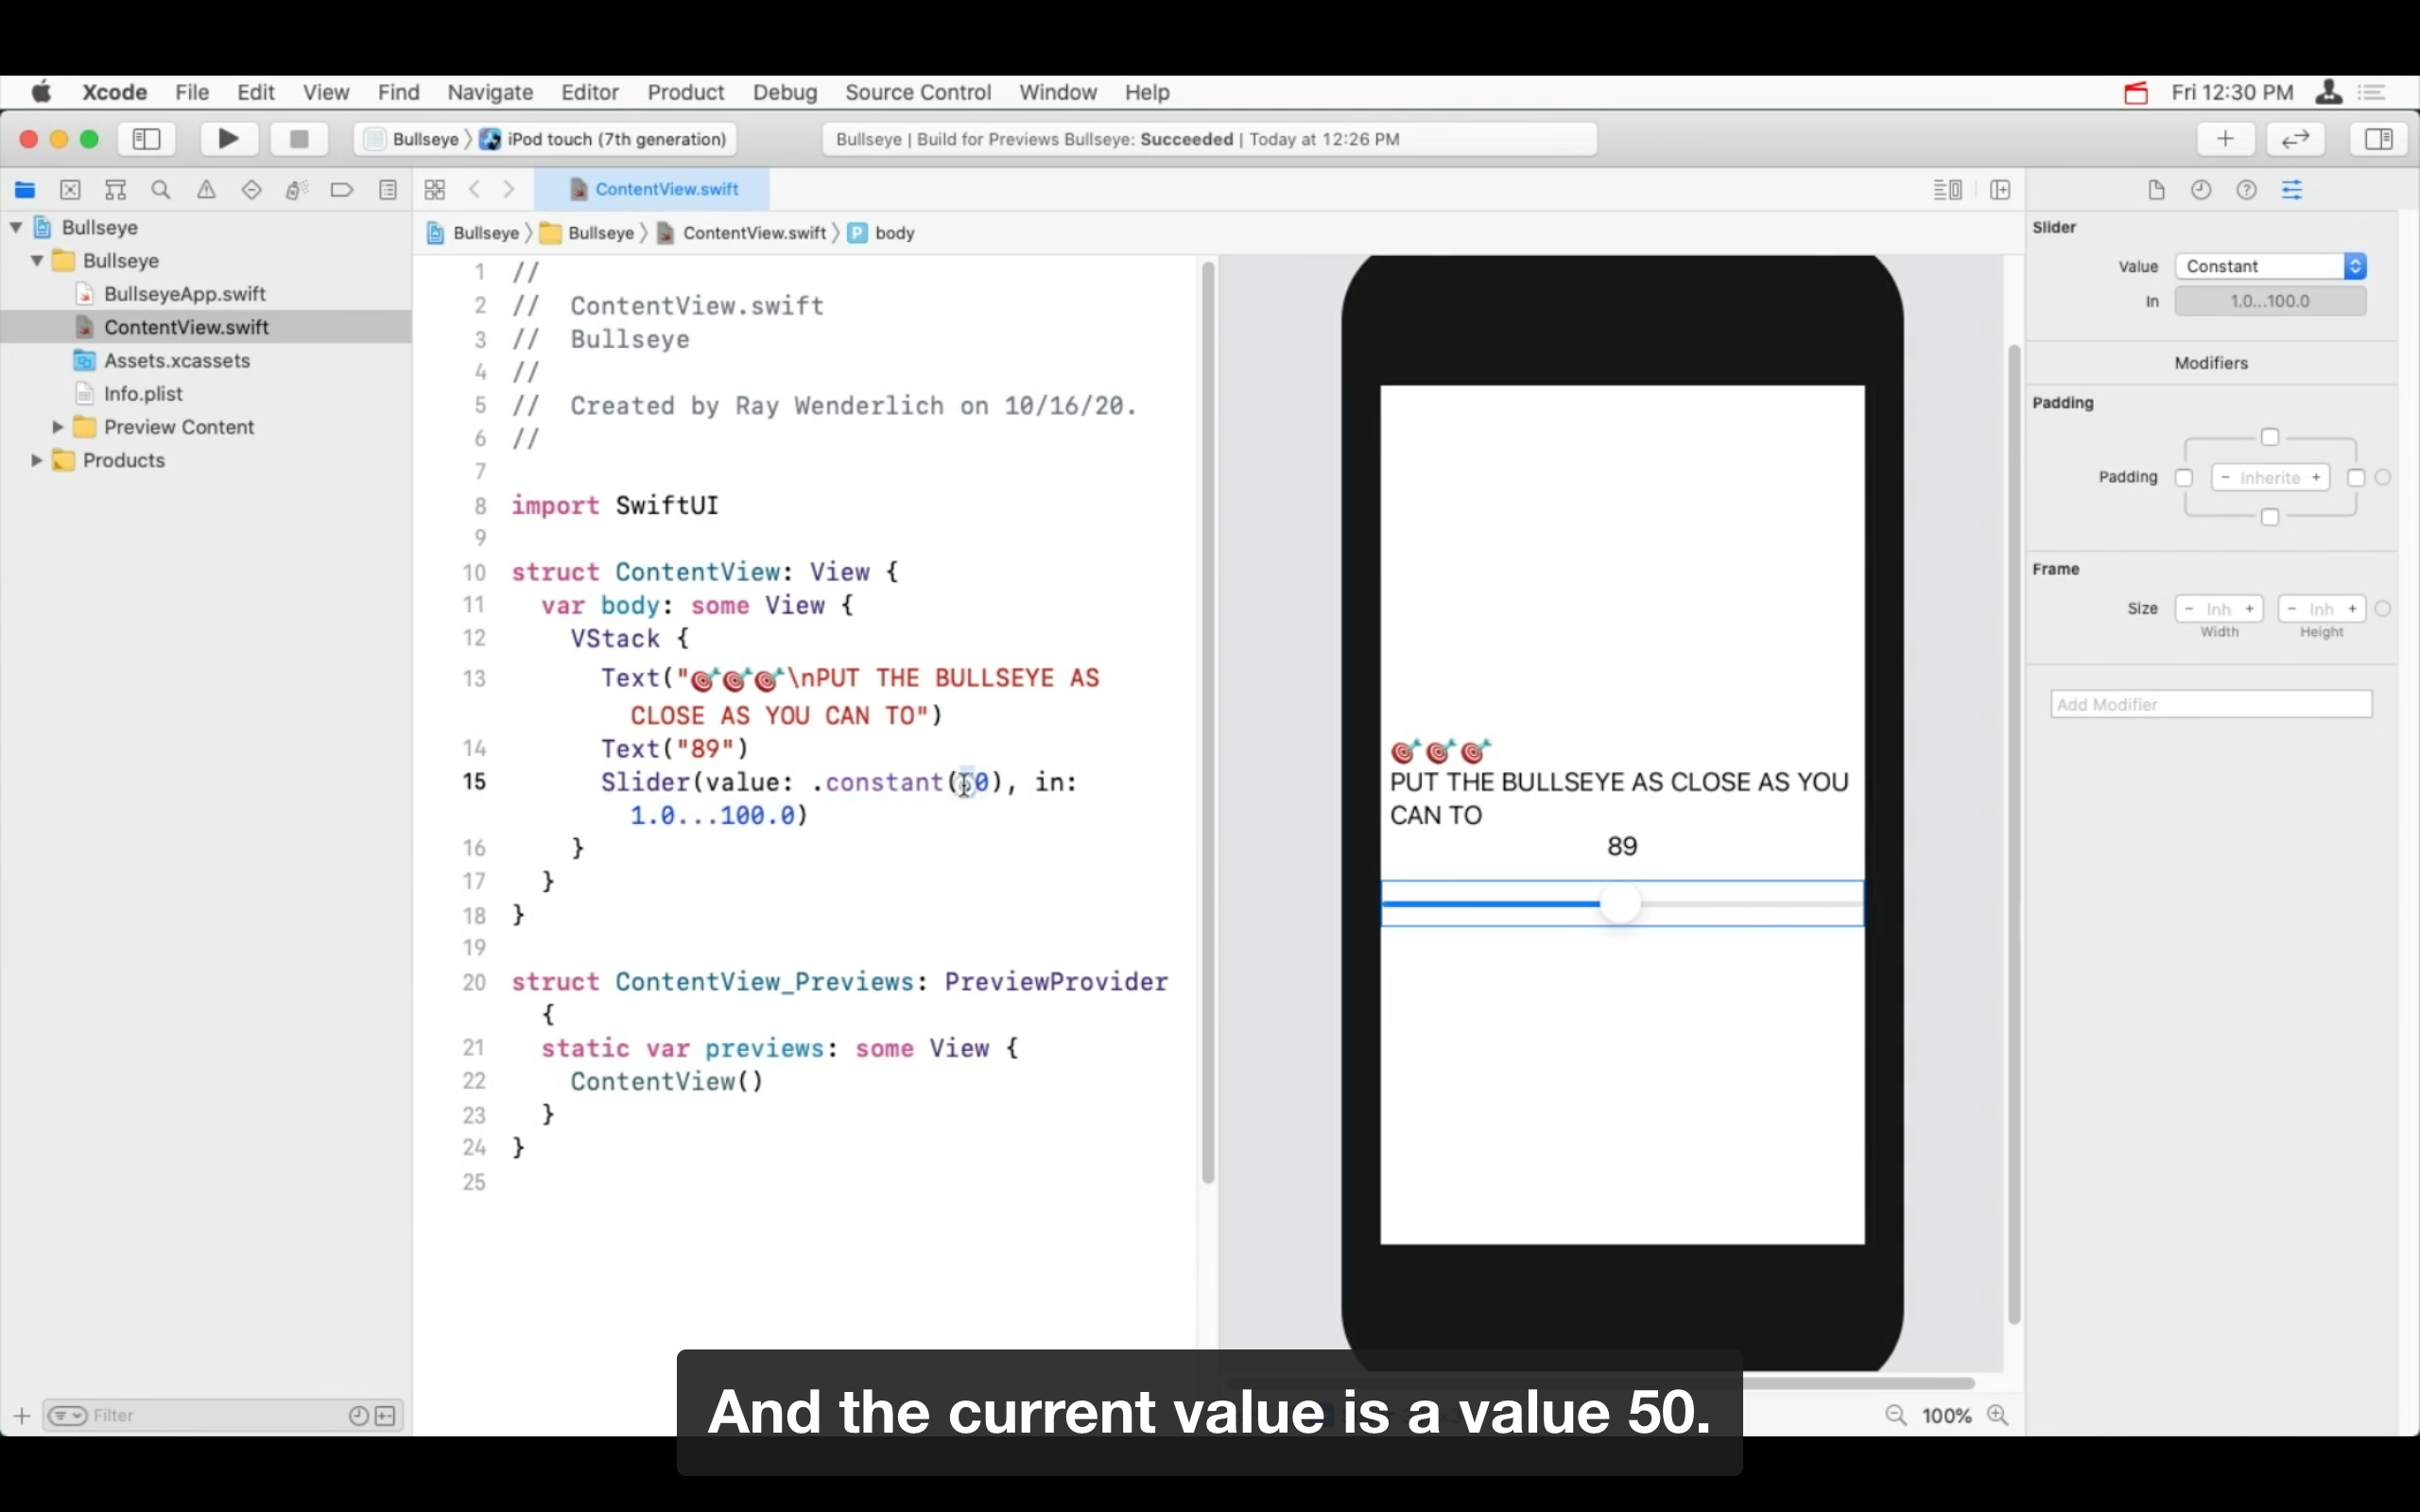 Xcode File Edit View Find Navigate Editor Product Debug Source Control Window Help Fri 12:30 PM
Bullseye 〉 iPod touch (7th generation) Bullseye | Build for Previews Bullseye: Succeeded | Today at 12:26 PM
ContentView.swift
Bullseye 〉 Bullseye 〉 ContentView.swift 〉 P body
Bullseye
Bullseye
BullseyeApp.swift
ContentView.swift
Assets.xcassets
Info.plist
Preview Content
Products
Filter
1 //
2 //  ContentView.swift
3 //  Bullseye
4 //
5 //  Created by Ray Wenderlich on 10/16/20.
6 //
7
8 import SwiftUI
9
10 struct ContentView: View {
11   var body: some View {
12     VStack {
13       Text("🎯🎯🎯\nPUT THE BULLSEYE AS
CLOSE AS YOU CAN TO")
14       Text("89")
15       Slider(value: .constant(50), in:
1.0...100.0)
16     }
17   }
18 }
19
20 struct ContentView_Previews: PreviewProvider
{
21   static var previews: some View {
22     ContentView()
23   }
24 }
25
🎯🎯🎯
PUT THE BULLSEYE AS CLOSE AS YOU
CAN TO
89
100%
Slider
Value Constant
In 1.0...100.0
Modifiers
Padding
Padding - Inherite +
Frame
Size - Inh + - Inh +
Width Height
Add Modifier
And the current value is a value 50.